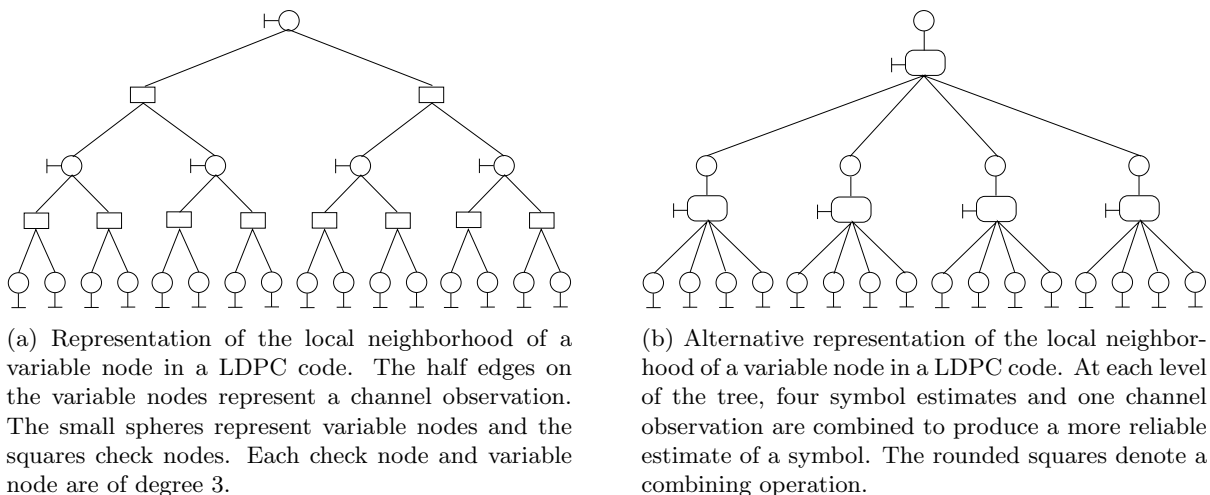 (a) Representation of the local neighborhood of a
variable node in a LDPC code. The half edges on
the variable nodes represent a channel observation.
The small spheres represent variable nodes and the
squares check nodes. Each check node and variable
node are of degree 3.
(b) Alternative representation of the local neighbor-
hood of a variable node in a LDPC code. At each level
of the tree, four symbol estimates and one channel
observation are combined to produce a more reliable
estimate of a symbol. The rounded squares denote a
combining operation.